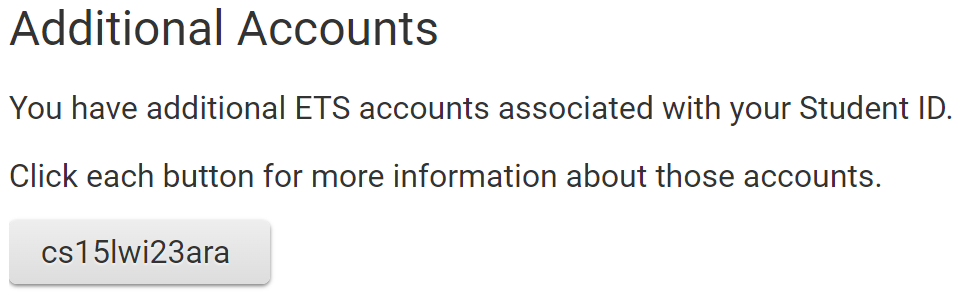 Additional Accounts
You have additional ETS accounts associated with your Student ID.
Click each button for more information about those accounts.
cs15lwi23ara